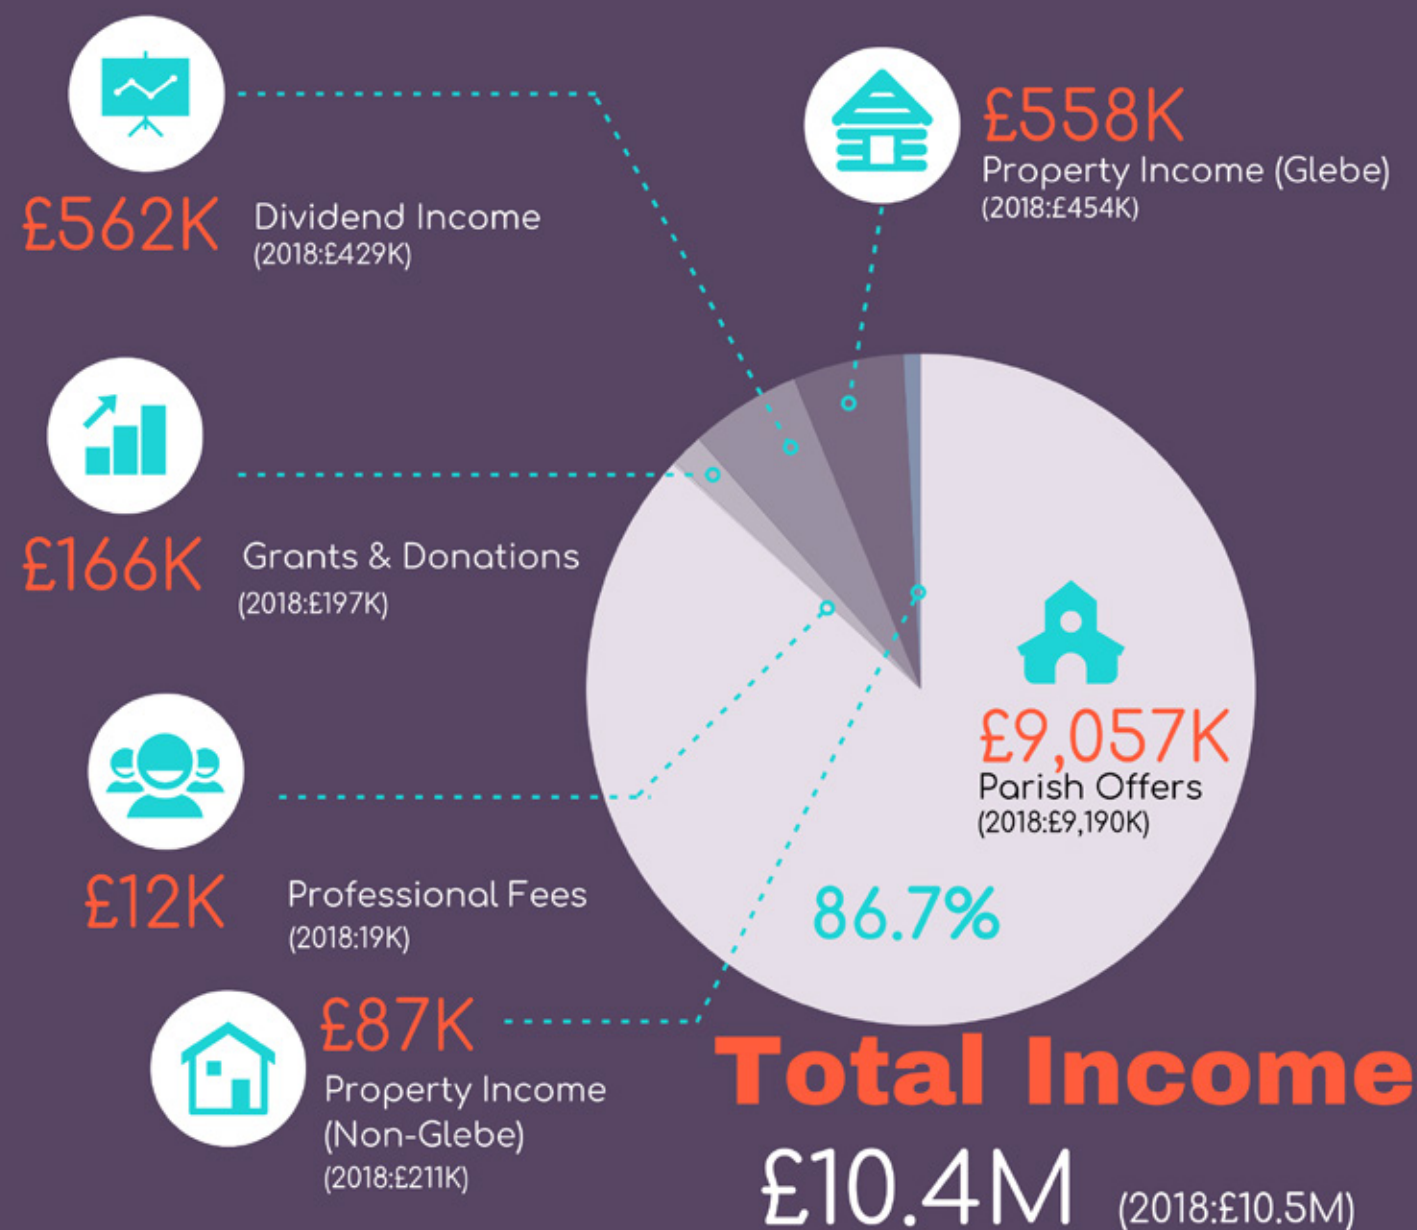 £562K
Dividend Income
(2018:£429K)
£558K
Property Income (Glebe)
(2018:£454K)
£166K
Grants & Donations
(2018:£197K)
£12K
Professional Fees
(2018:19K)
£87K
Property Income
(Non-Glebe)
(2018:£211K)
£9,057K
Parish Offers
(2018:£9,190K)
86.7%
Total Income
£10.4M (2018:£10.5M)